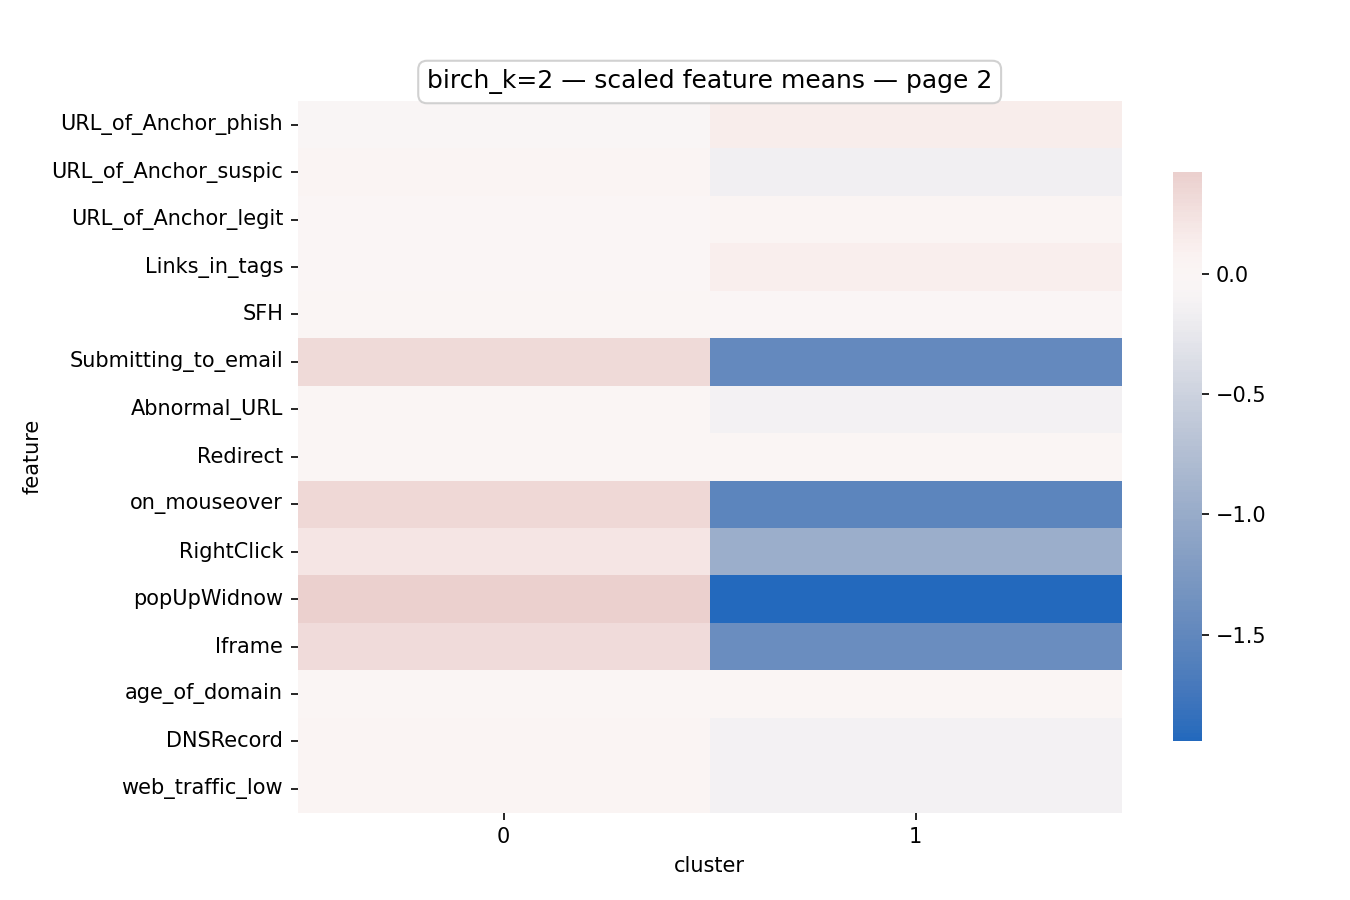 birch_k=2 — scaled feature means — page 2
URL_of_Anchor_phish
URL_of_Anchor_suspic
URL_of_Anchor_legit
Links_in_tags
SFH
Submitting_to_email
Abnormal_URL
Redirect
on_mouseover
RightClick
popUpWidnow
Iframe
age_of_domain
DNSRecord
web_traffic_low
feature
0
1
cluster
0.0
−0.5
−1.0
−1.5